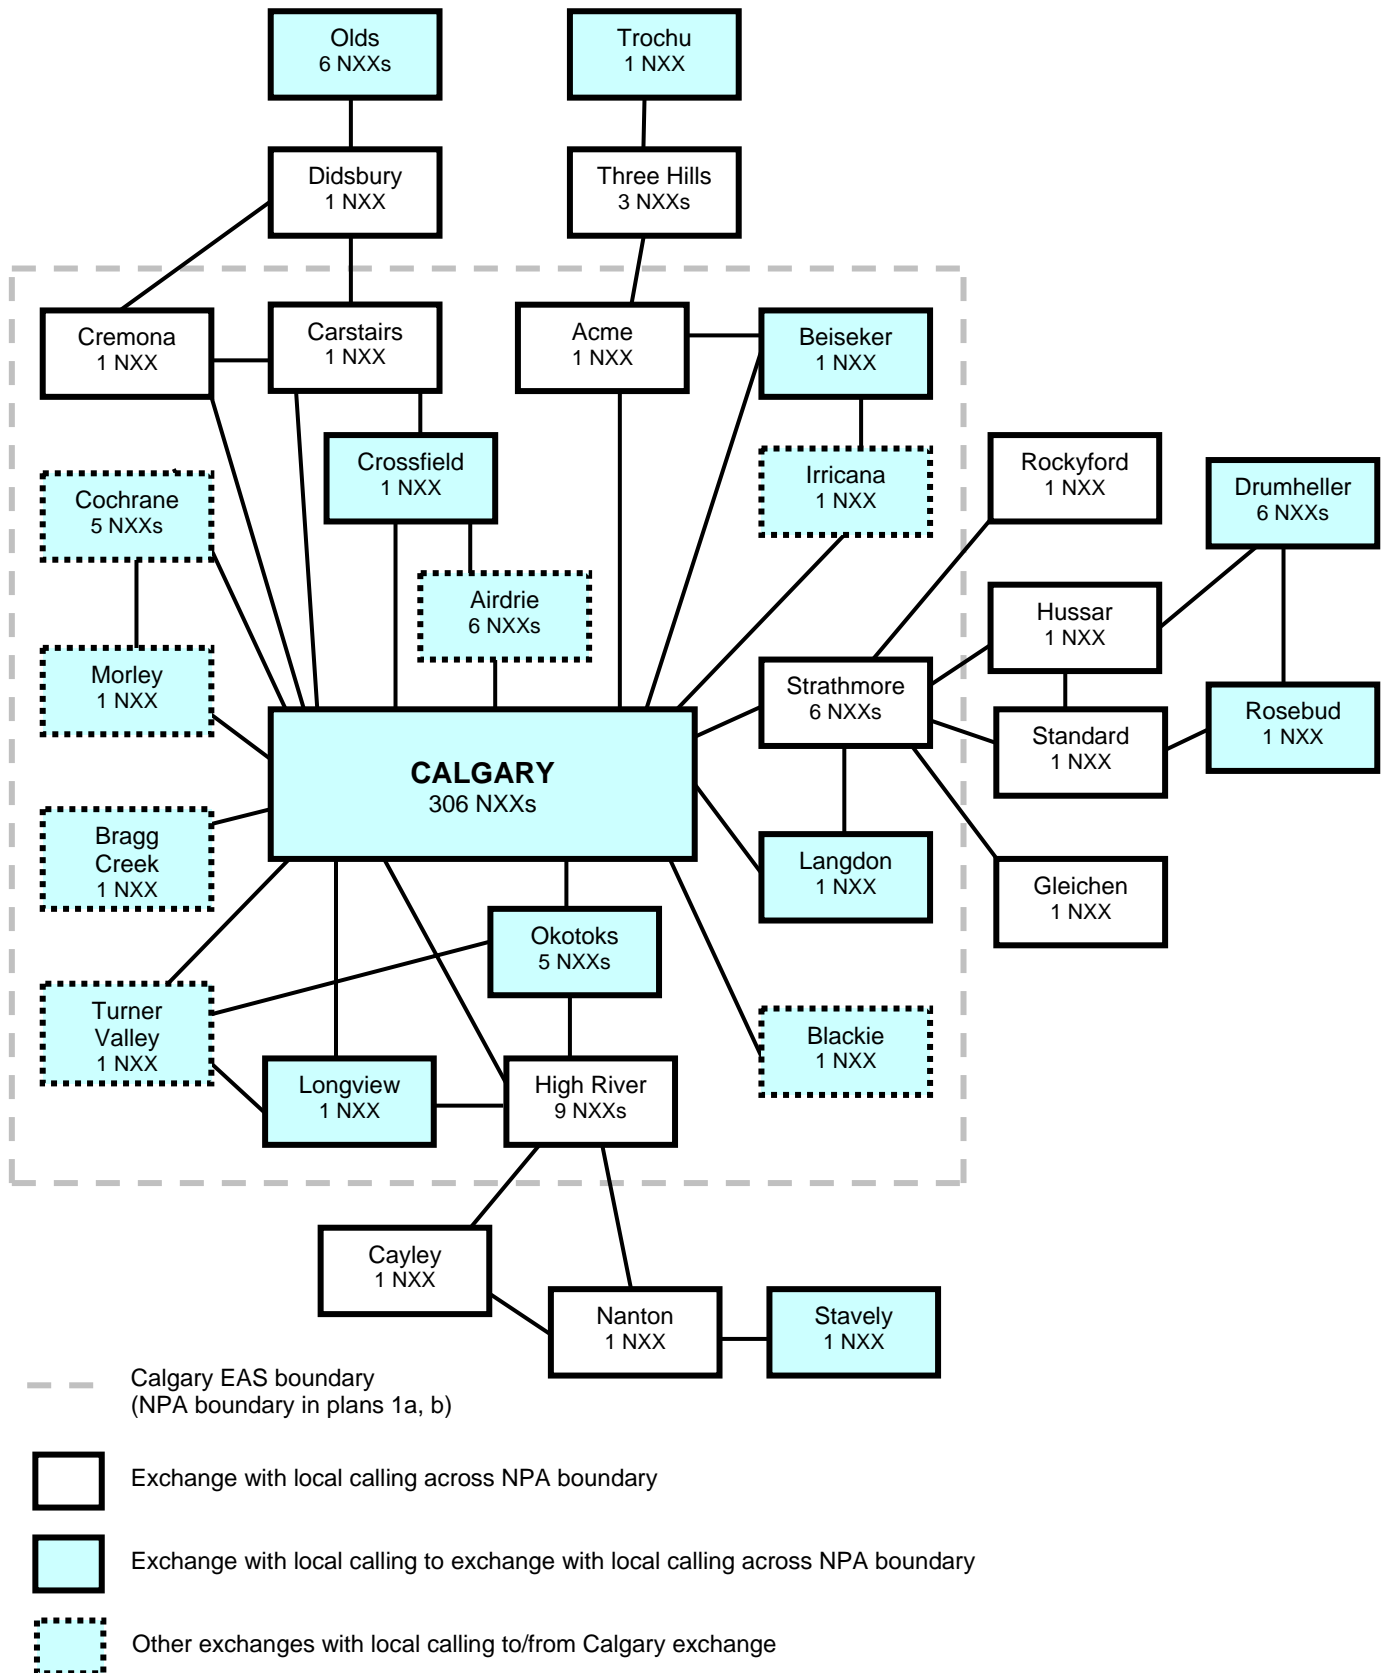 Olds
6 NXXs
Trochu
1 NXX
Didsbury
1 NXX
Three Hills
3 NXXs
Cremona
1 NXX
Carstairs
1 NXX
Acme
1 NXX
Beiseker
1 NXX
Crossfield
1 NXX
Irricana
1 NXX
Rockyford
1 NXX
Drumheller
6 NXXs
Cochrane
5 NXXs
Airdrie
6 NXXs
Hussar
1 NXX
Morley
1 NXX
Strathmore
6 NXXs
Standard
1 NXX
Rosebud
1 NXX
CALGARY
306 NXXs
Bragg
Creek
1 NXX
Langdon
1 NXX
Gleichen
1 NXX
Okotoks
5 NXXs
Turner
Valley
1 NXX
Blackie
1 NXX
Longview
1 NXX
High River
9 NXXs
Cayley
1 NXX
Nanton
1 NXX
Stavely
1 NXX
Calgary EAS boundary
(NPA boundary in plans 1a, b)
Exchange with local calling across NPA boundary
Exchange with local calling to exchange with local calling across NPA boundary
Other exchanges with local calling to/from Calgary exchange